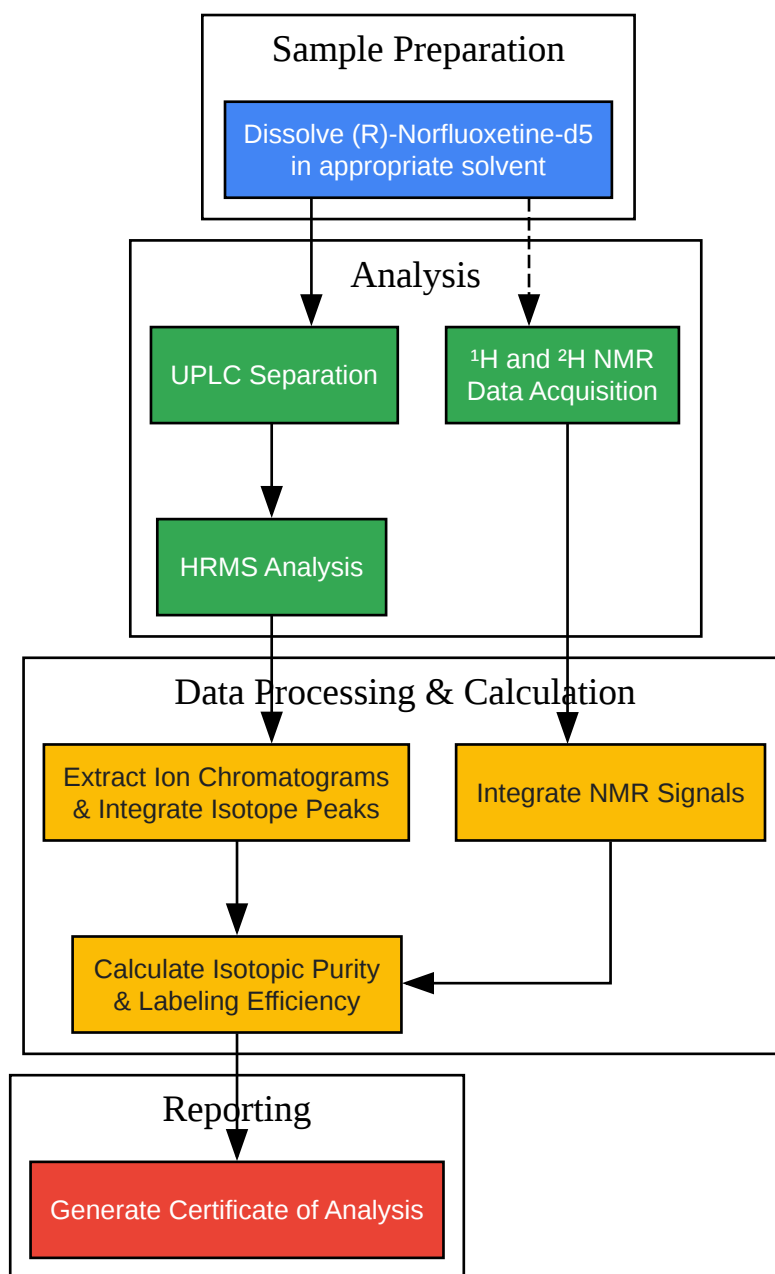 Sample Preparation
Dissolve (R)-Norfluoxetine-d5
in appropriate solvent
Analysis
UPLC Separation
¹H and ²H NMR
Data Acquisition
HRMS Analysis
Data Processing & Calculation
Extract Ion Chromatograms
& Integrate Isotope Peaks
Integrate NMR Signals
Calculate Isotopic Purity
& Labeling Efficiency
Reporting
Generate Certificate of Analysis